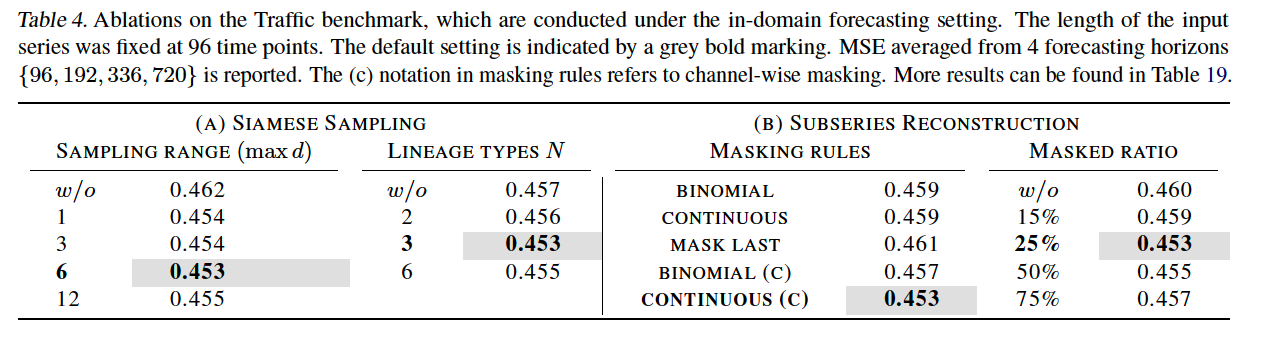 Table 4. Ablations on the Traffic benchmark, which are conducted under the in-domain forecasting setting. The length of the input
series was fixed at 96 time points. The default setting is indicated by a grey bold marking. MSE averaged from 4 forecasting horizons
{96, 192, 336, 720} is reported. The (c) notation in masking rules refers to channel-wise masking. More results can be found in Table 19.
(A) SIAMESE SAMPLING (B) SUBSERIES RECONSTRUCTION
SAMPLING RANGE (max d) LINEAGE TYPES N MASKING RULES MASKED RATIO
w/o 0.462 w/o 0.457 BINOMIAL 0.459 w/o 0.460
1 0.454 2 0.456 CONTINUOUS 0.459 15% 0.459
3 0.454 3 0.453 MASK LAST 0.461 25% 0.453
6 0.453 6 0.455 BINOMIAL (C) 0.457 50% 0.455
12 0.455 CONTINUOUS (C) 0.453 75% 0.457